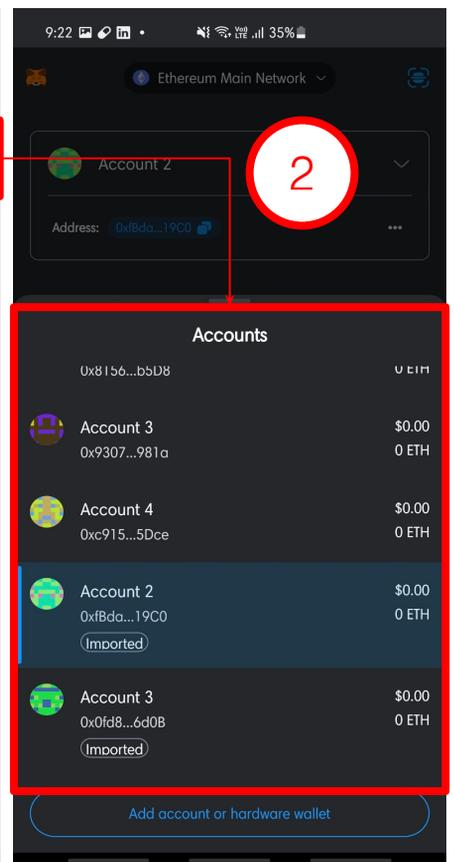 9:22 35%
Ethereum Main Network
Account 2
2
Address: 0xfBda...19C0
Accounts
0x8156...b5D8 0 ETH
Account 3 $0.00
0x9307...981a 0 ETH
Account 4 $0.00
0xc915...5Dce 0 ETH
Account 2 $0.00
0xfBda...19C0 0 ETH
Imported
Account 3 $0.00
0x0fd8...6d0B 0 ETH
Imported
Add account or hardware wallet